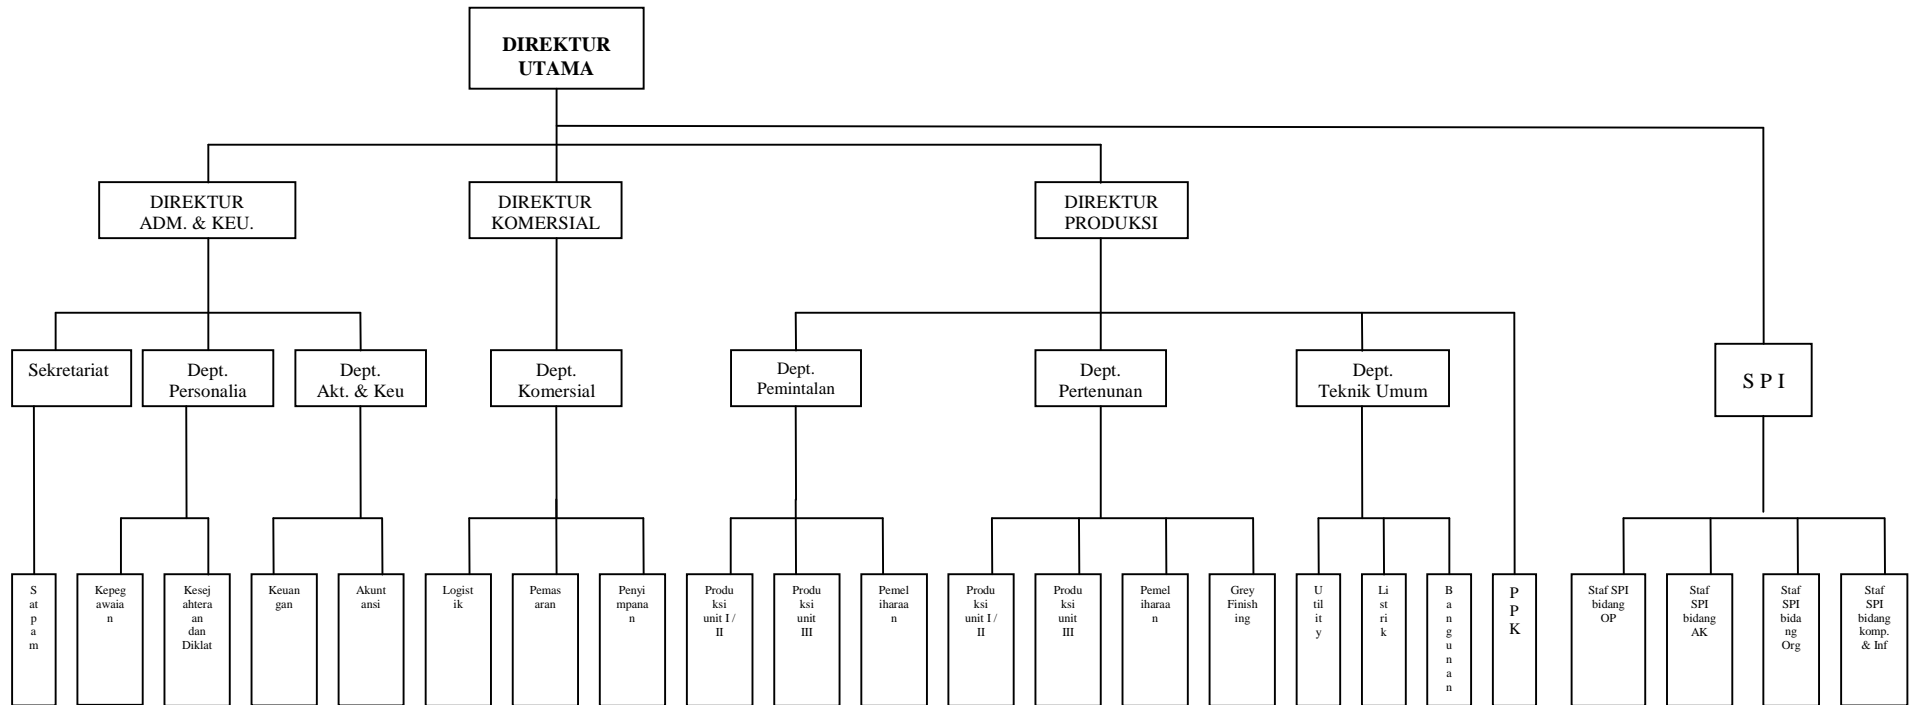 DIREKTUR
UTAMA
DIREKTUR
ADM. & KEU.
DIREKTUR
KOMERSIAL
DIREKTUR
PRODUKSI
Sekretariat
Dept.
Personalia
Dept.
Akt. & Keu
Dept.
Komersial
Dept.
Pemintalan
Dept.
Pertenunan
Dept.
Teknik Umum
S P I
S
at
p
a
m
Kepeg
awaia
n
Kesej
ahtera
an
dan
Diklat
Keuan
gan
Akunt
ansi
Logist
ik
Pemas
aran
Penyi
mpana
n
Produ
ksi
unit I /
II
Produ
ksi
unit
III
Pemel
iharaa
n
Produ
ksi
unit I /
II
Produ
ksi
unit
III
Pemel
iharaa
n
Grey
Finish
ing
U
til
it
y
Li
st
ri
k
B
a
n
g
u
n
a
n
P
P
K
Staf SPI
bidang
OP
Staf
SPI
bidang
AK
Staf
SPI
bida
ng
Org
Staf
SPI
bidang
komp.
& Inf